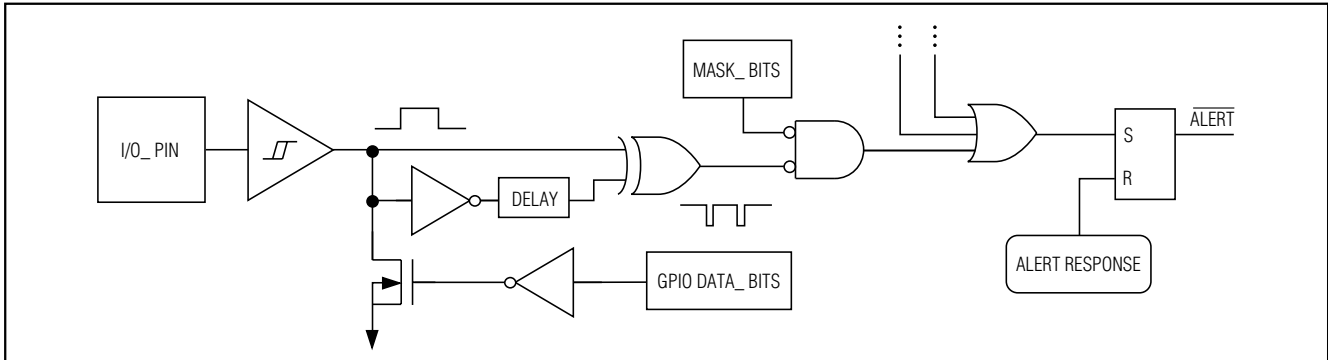 I/O_ PIN
MASK_ BITS
DELAY
GPIO DATA_ BITS
S
R
ALERT
ALERT RESPONSE